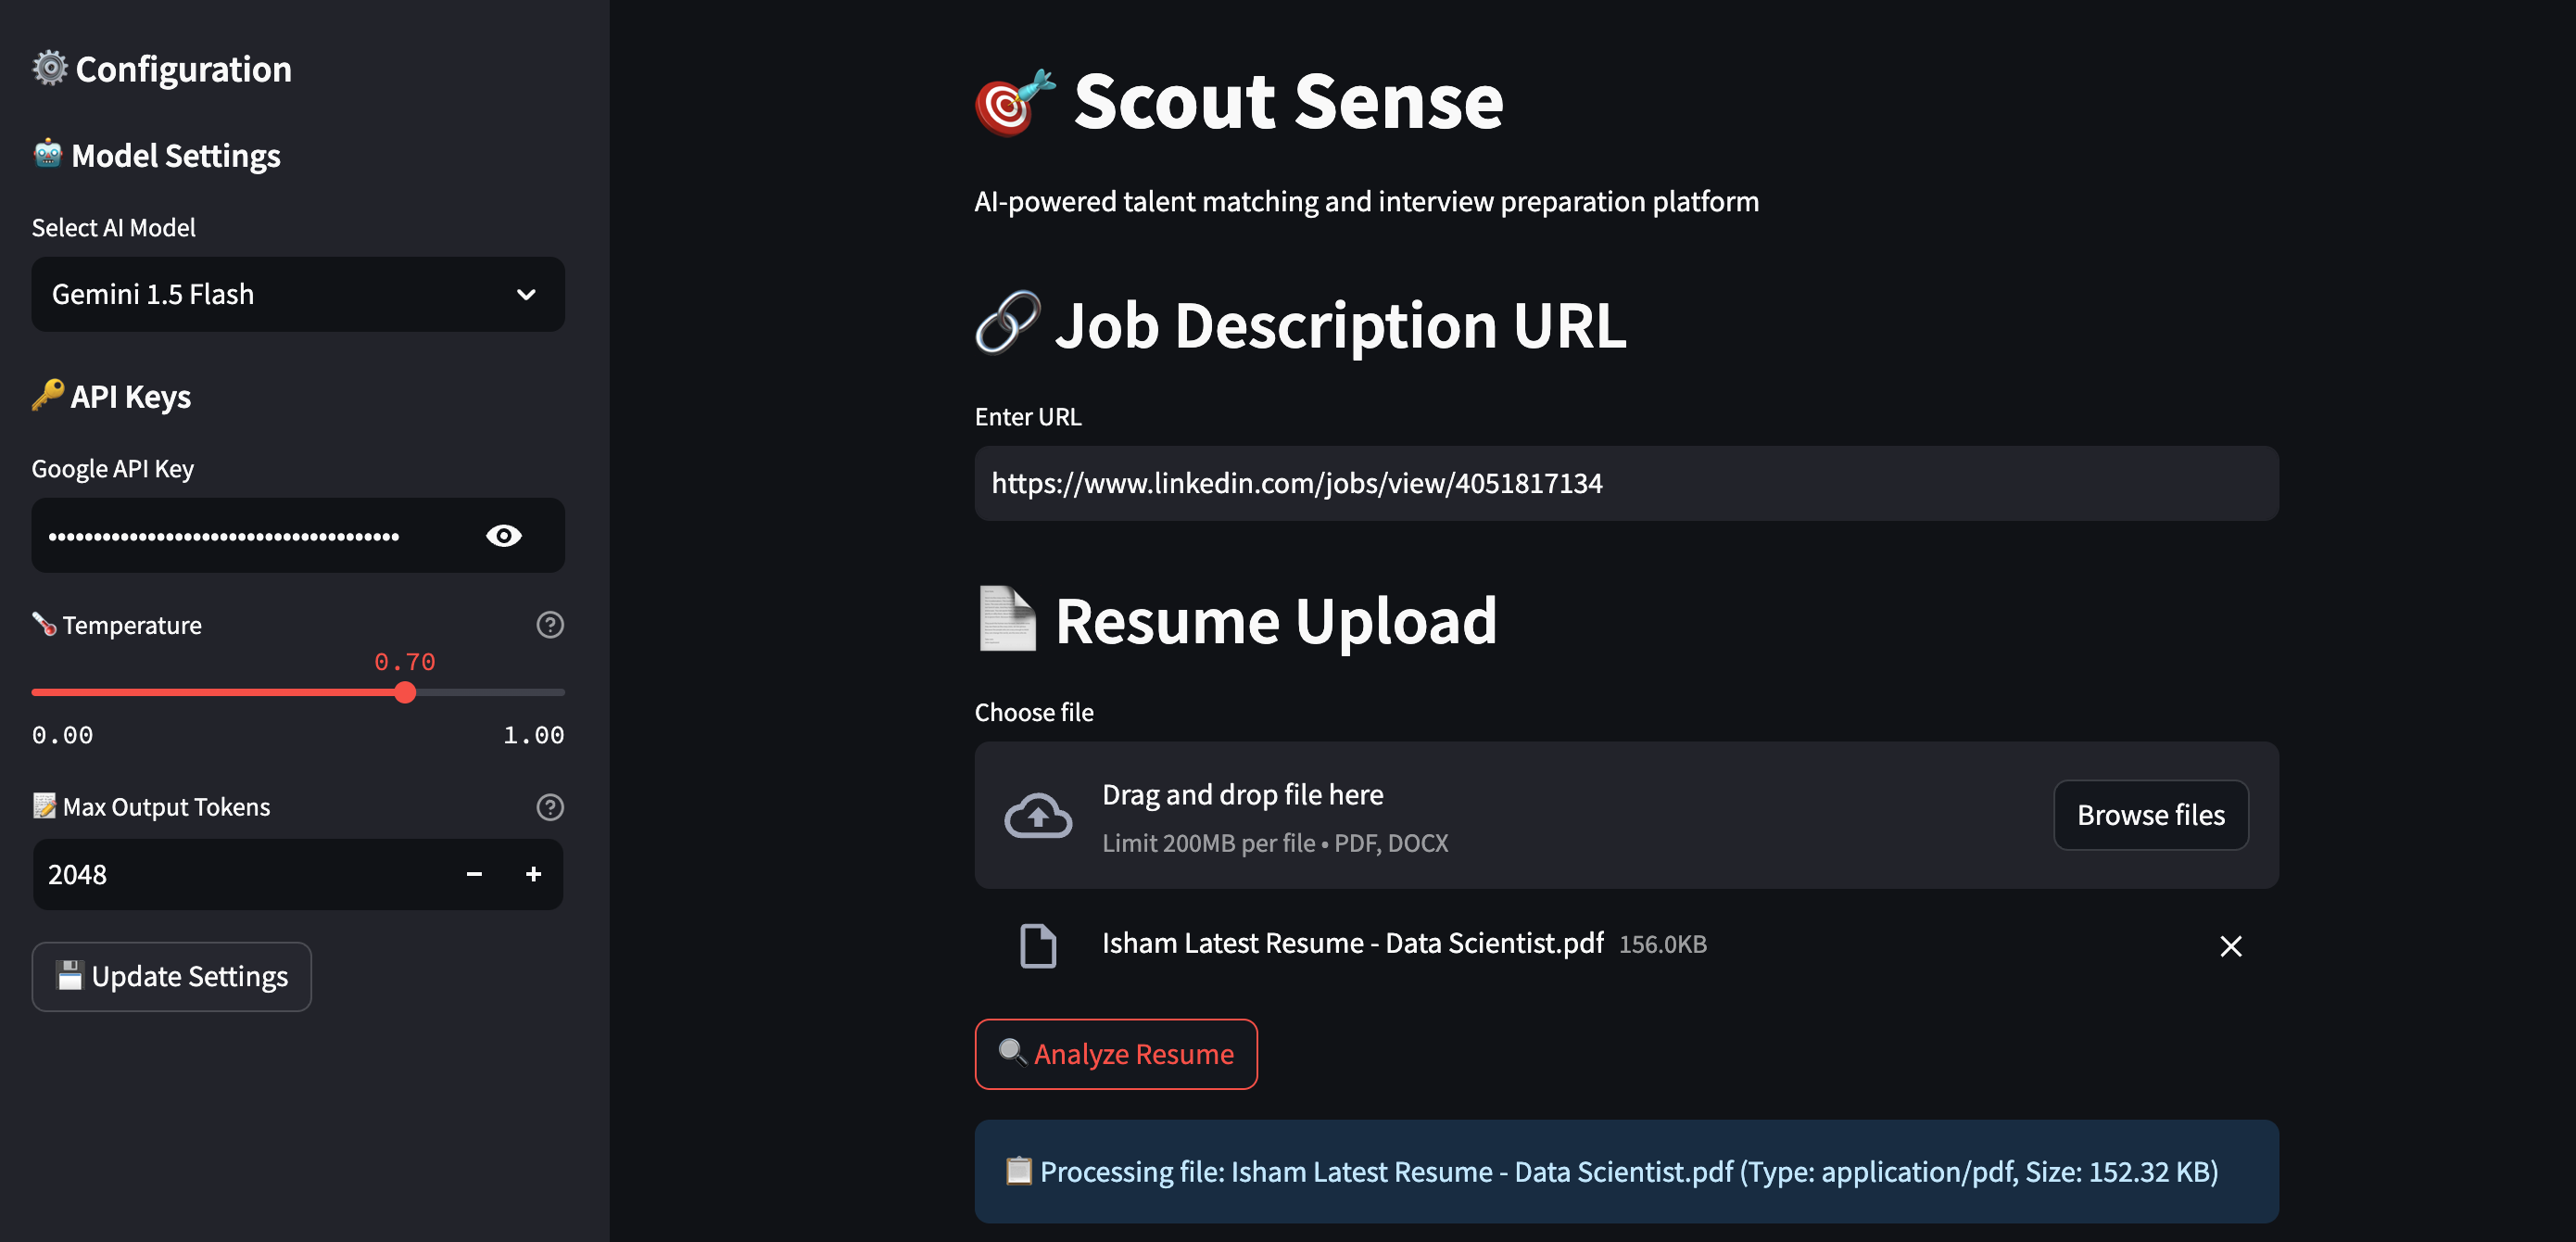 Configuration
Model Settings
Select AI Model
Gemini 1.5 Flash
API Keys
Google API Key
••••••••••••••••••••••••••••••••••••••
Temperature
0.70
0.00 1.00
Max Output Tokens
2048
Update Settings
Scout Sense
AI-powered talent matching and interview preparation platform
Job Description URL
Enter URL
https://www.linkedin.com/jobs/view/4051817134
Resume Upload
Choose file
Drag and drop file here
Limit 200MB per file • PDF, DOCX
Browse files
Isham Latest Resume - Data Scientist.pdf 156.0KB
Analyze Resume
Processing file: Isham Latest Resume - Data Scientist.pdf (Type: application/pdf, Size: 152.32 KB)